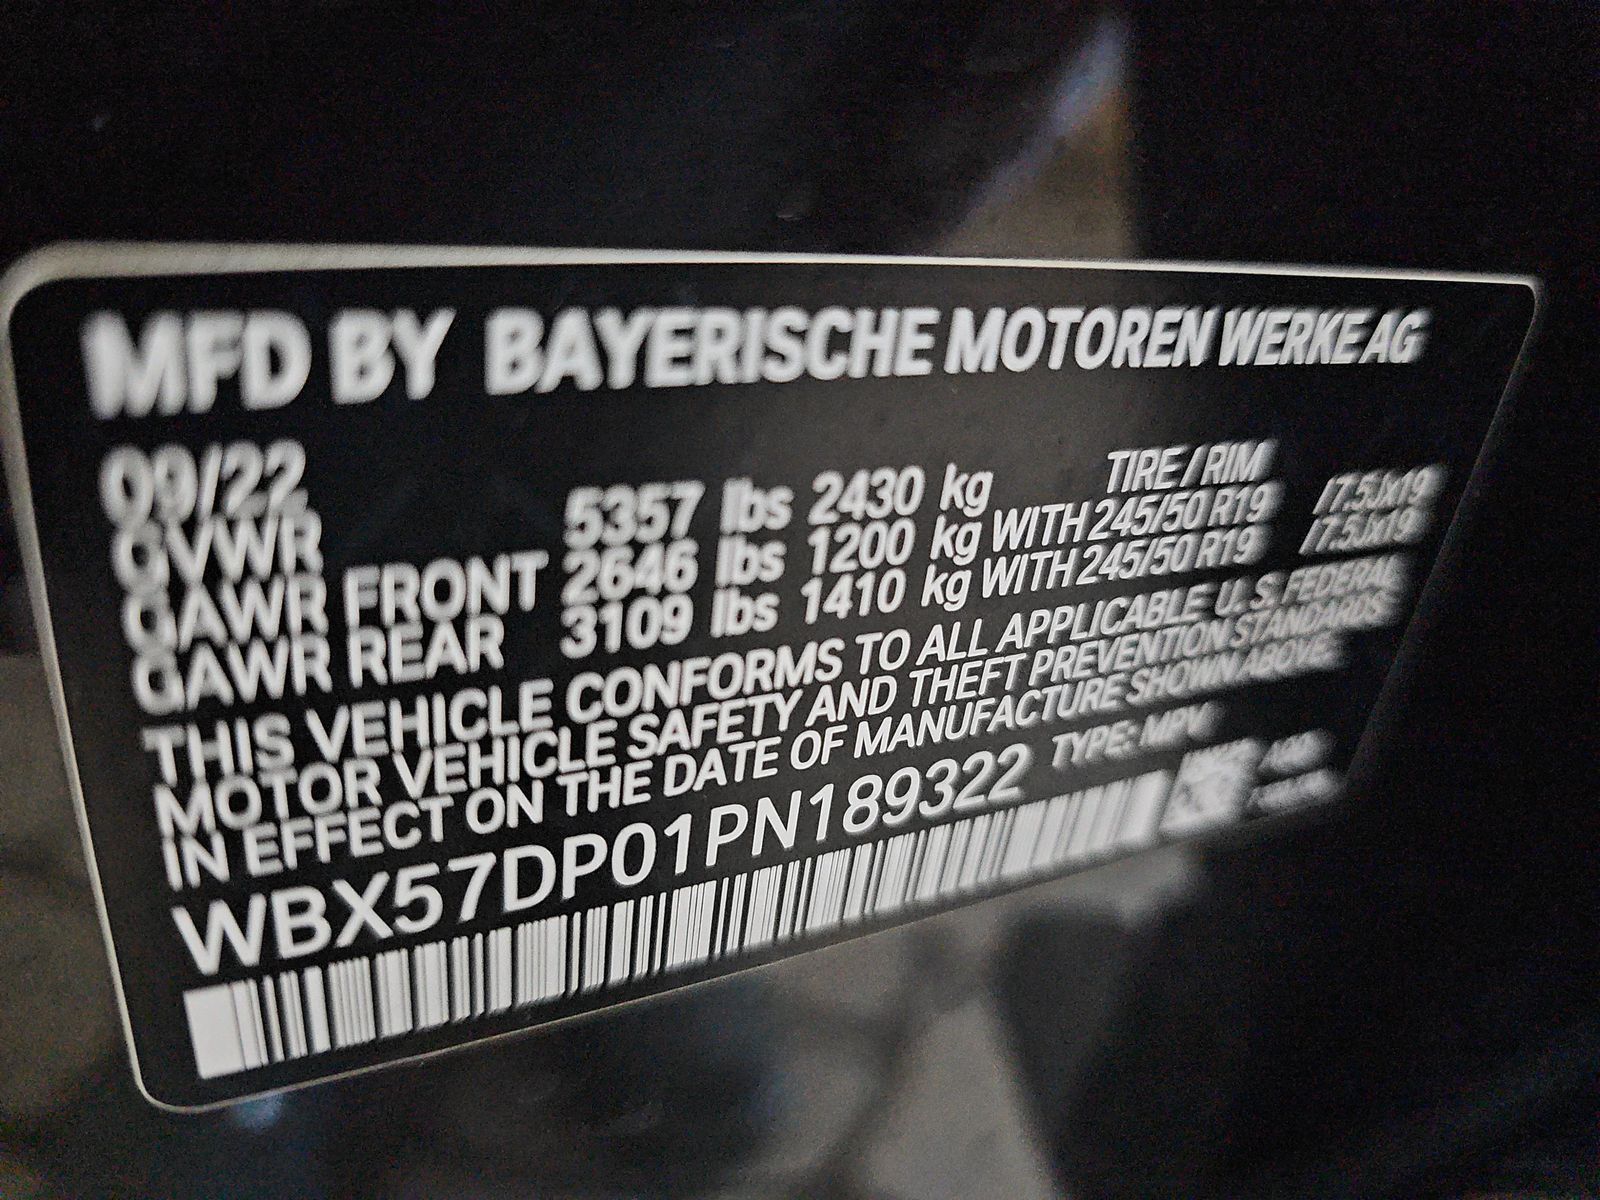 MFD BY BAYERISCHE MOTOREN WERKE AG
09/22 TIRE / RIM
GVWR 5357 lbs 2430 kg
GAWR FRONT 2646 lbs 1200 kg WITH 245/50 R19 /7.5Jx19
GAWR REAR 3109 lbs 1410 kg WITH 245/50 R19 /7.5Jx19
THIS VEHICLE CONFORMS TO ALL APPLICABLE U. S. FEDERAL
MOTOR VEHICLE SAFETY AND THEFT PREVENTION STANDARDS
IN EFFECT ON THE DATE OF MANUFACTURE SHOWN ABOVE.
WBX57DP01PN189322 TYPE: MPV